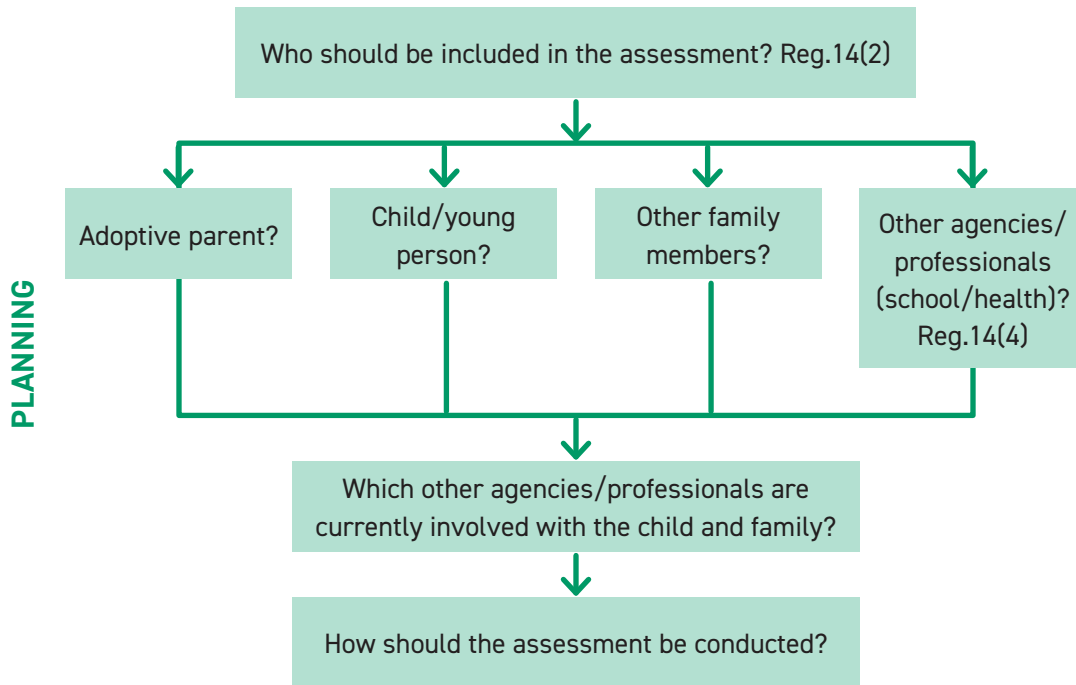 Who should be included in the assessment? Reg.14(2)
Adoptive parent?
Child/young
person?
Other family
members?
Other agencies/
professionals
(school/health)?
Reg.14(4)
PLANNING
Which other agencies/professionals are
currently involved with the child and family?
How should the assessment be conducted?